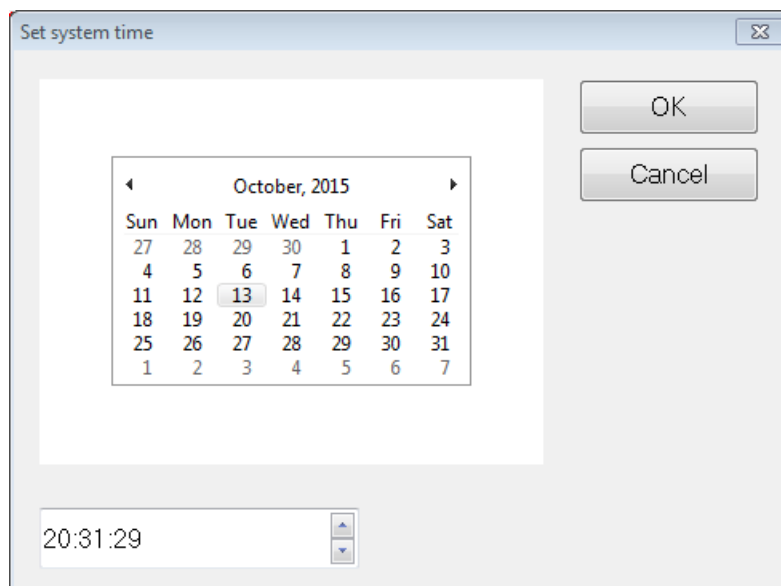 Set system time
OK
Cancel
October, 2015
Sun Mon Tue Wed Thu Fri Sat
27 28 29 30 1 2 3
4 5 6 7 8 9 10
11 12 13 14 15 16 17
18 19 20 21 22 23 24
25 26 27 28 29 30 31
1 2 3 4 5 6 7
20:31:29